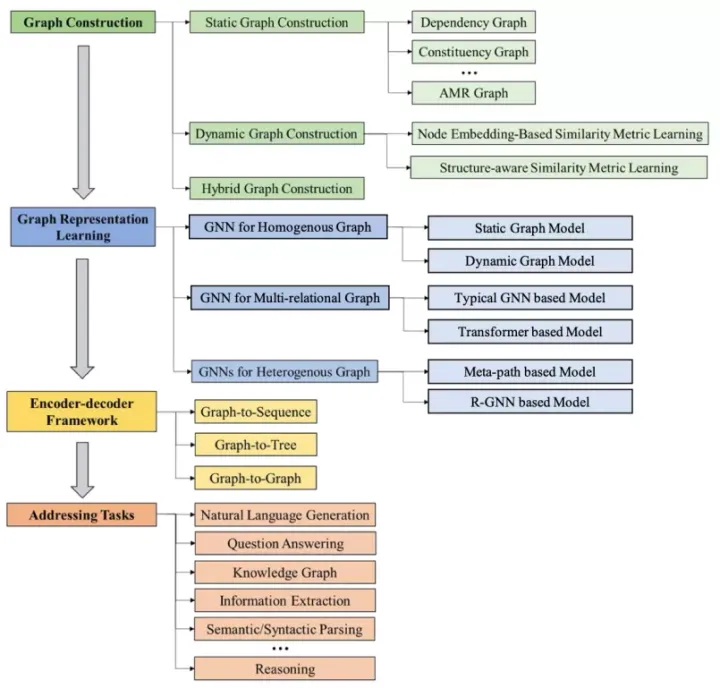 Graph Construction
Static Graph Construction
Dependency Graph
Constituency Graph
...
AMR Graph
Dynamic Graph Construction
Node Embedding-Based Similarity Metric Learning
Structure-aware Similarity Metric Learning
Hybrid Graph Construction
Graph Representation
Learning
GNN for Homogenous Graph
Static Graph Model
Dynamic Graph Model
GNN for Multi-relational Graph
Typical GNN based Model
Transformer based Model
GNNs for Heterogenous Graph
Meta-path based Model
R-GNN based Model
Encoder-decoder
Framework
Graph-to-Sequence
Graph-to-Tree
Graph-to-Graph
Addressing Tasks
Natural Language Generation
Question Answering
Knowledge Graph
Information Extraction
Semantic/Syntactic Parsing
...
Reasoning